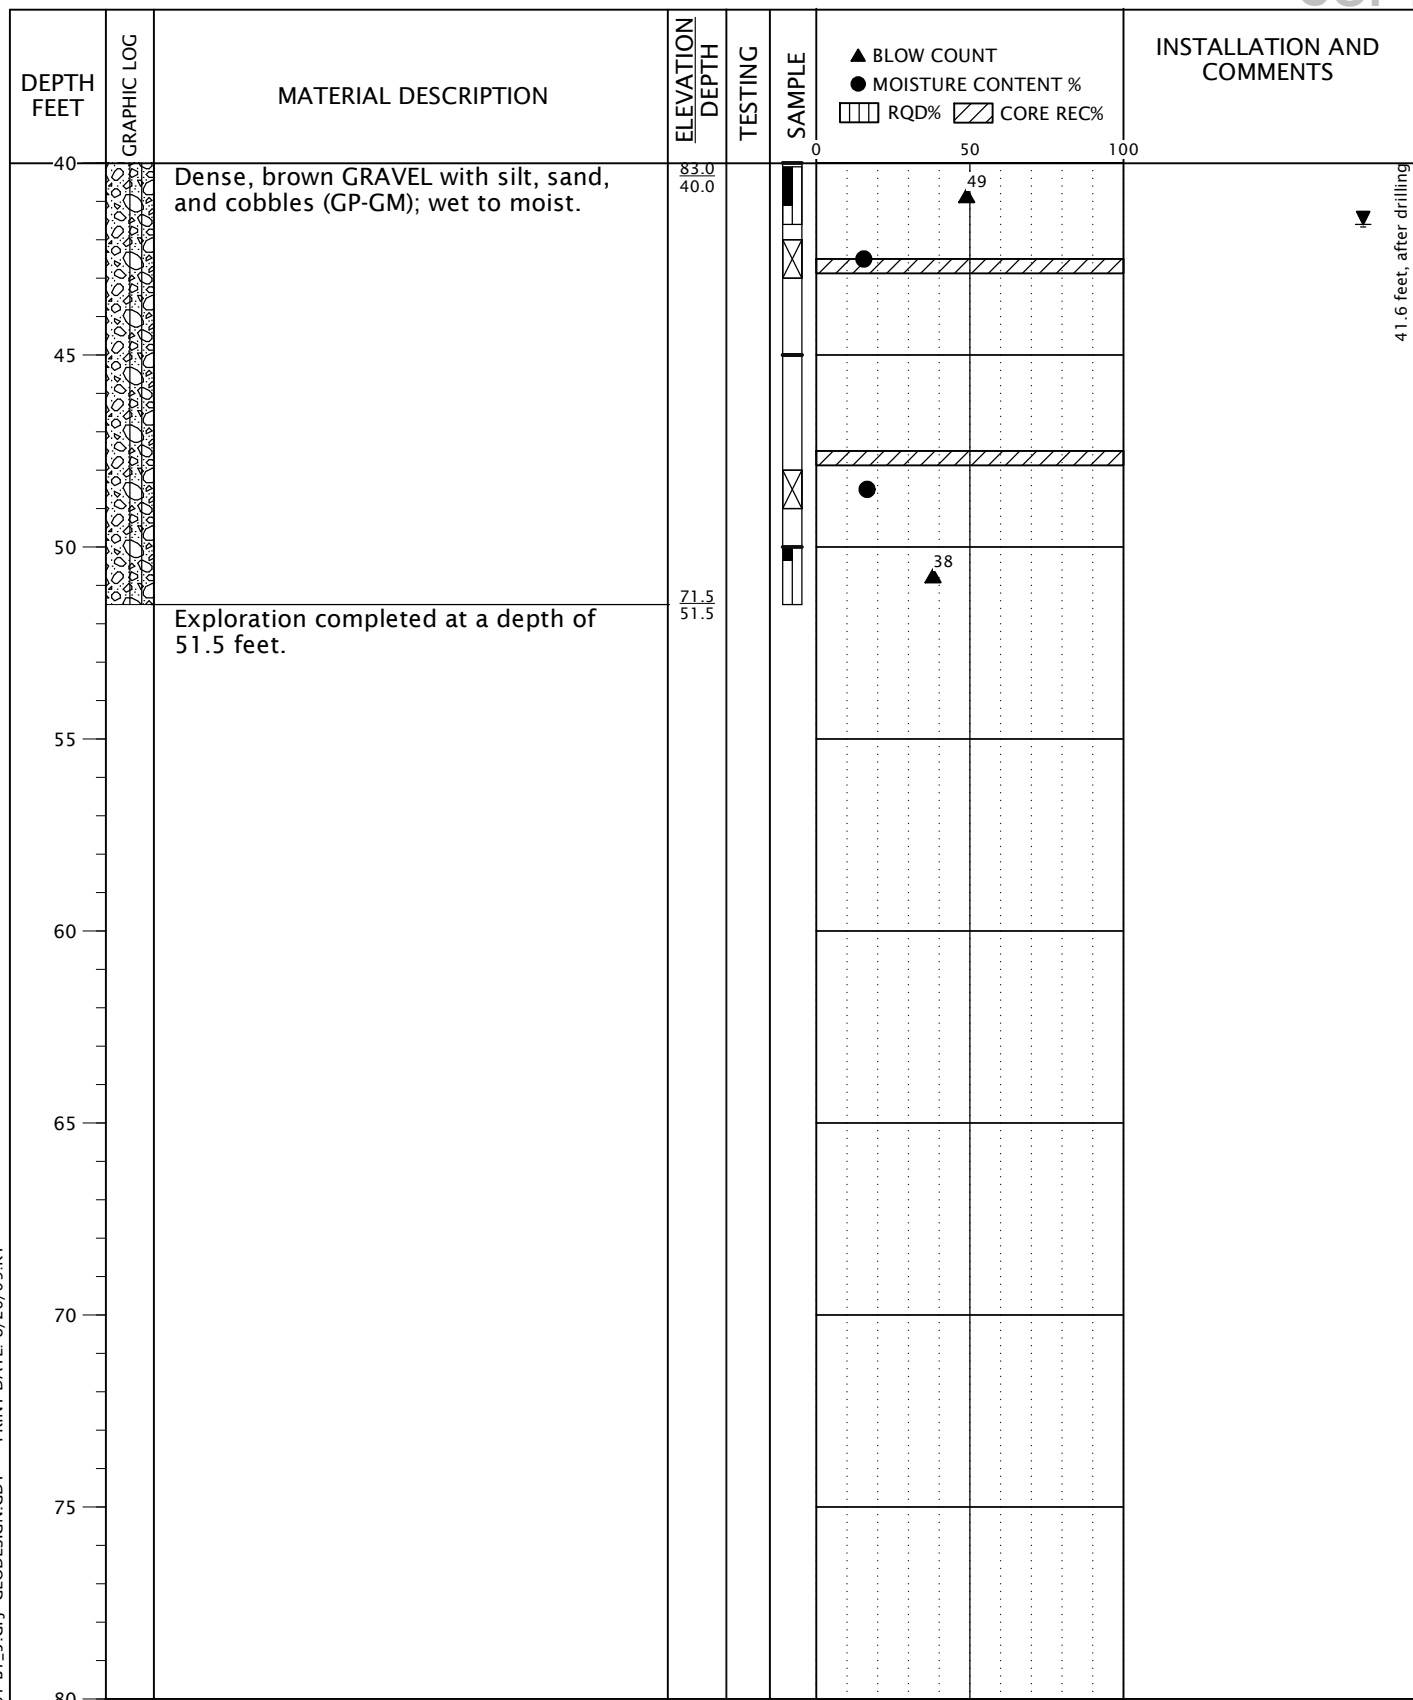 DEPTH
FEET
GRAPHIC LOG
MATERIAL DESCRIPTION
ELEVATION
DEPTH
TESTING
SAMPLE
▲ BLOW COUNT
● MOISTURE CONTENT %
RQD% CORE REC%
INSTALLATION AND
COMMENTS
0 50 100
40
Dense, brown GRAVEL with silt, sand,
and cobbles (GP-GM); wet to moist.
83.0
40.0
49
41.6 feet, after drilling
45
50
38
71.5
51.5
Exploration completed at a depth of
51.5 feet.
55
60
65
70
75
80